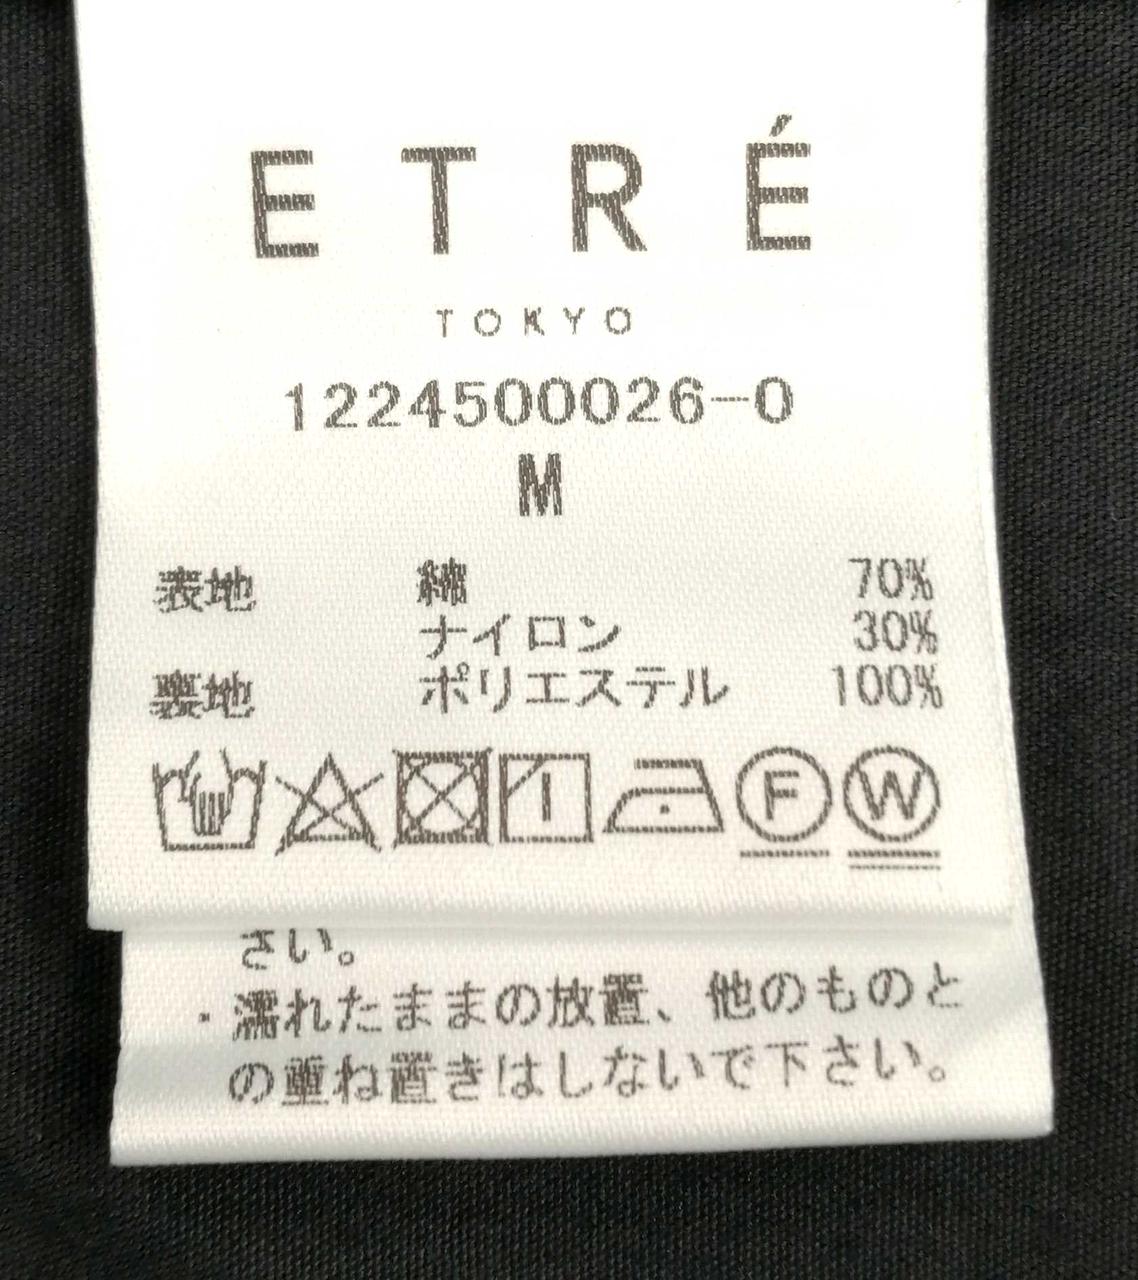 ETRÉ
TOKYO
1224500026-0
M
表地 綿 70%
ナイロン 30%
裏地 ポリエステル 100%
F W
さい。
・濡れたままの放置、他のものと
の重ね置きはしないで下さい。